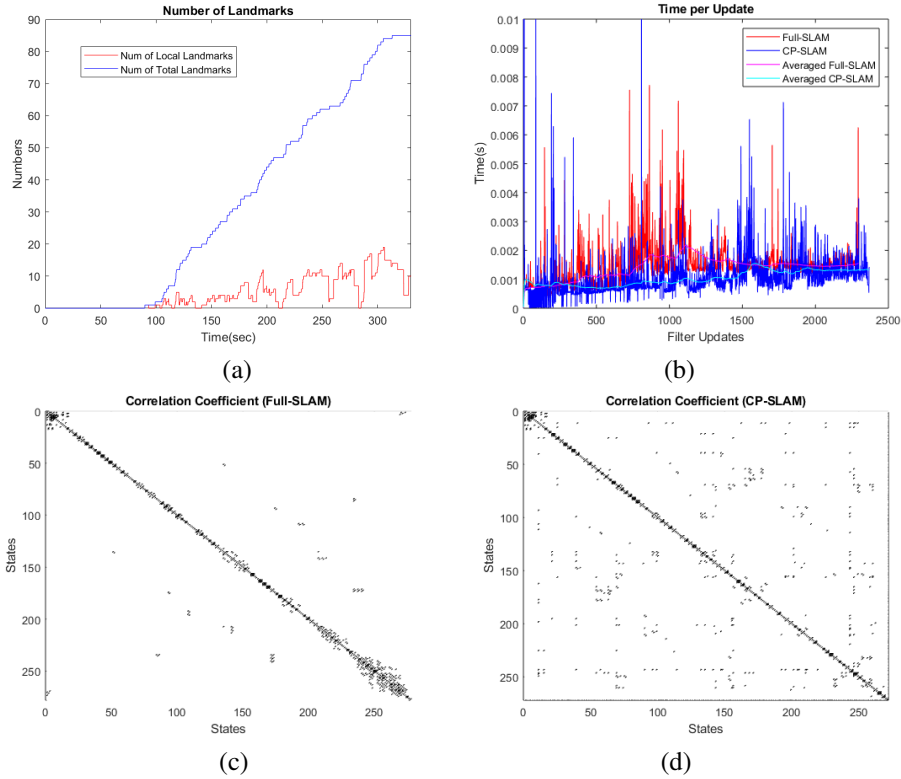 Number of Landmarks
90
80
70
60
50
40
30
20
10
0
Numbers
Num of Local Landmarks
Num of Total Landmarks
0
50
100
150
200
250
300
Time(sec)
(a)
Time per Update
0.01
0.009
0.008
0.007
0.006
0.005
0.004
0.003
0.002
0.001
0
Time(s)
Full-SLAM
CP-SLAM
Averaged Full-SLAM
Averaged CP-SLAM
0
500
1000
1500
2000
2500
Filter Updates
(b)
Correlation Coefficient (Full-SLAM)
0
50
100
150
200
250
States
0
50
100
150
200
250
States
(c)
Correlation Coefficient (CP-SLAM)
0
50
100
150
200
250
States
0
50
100
150
200
250
States
(d)